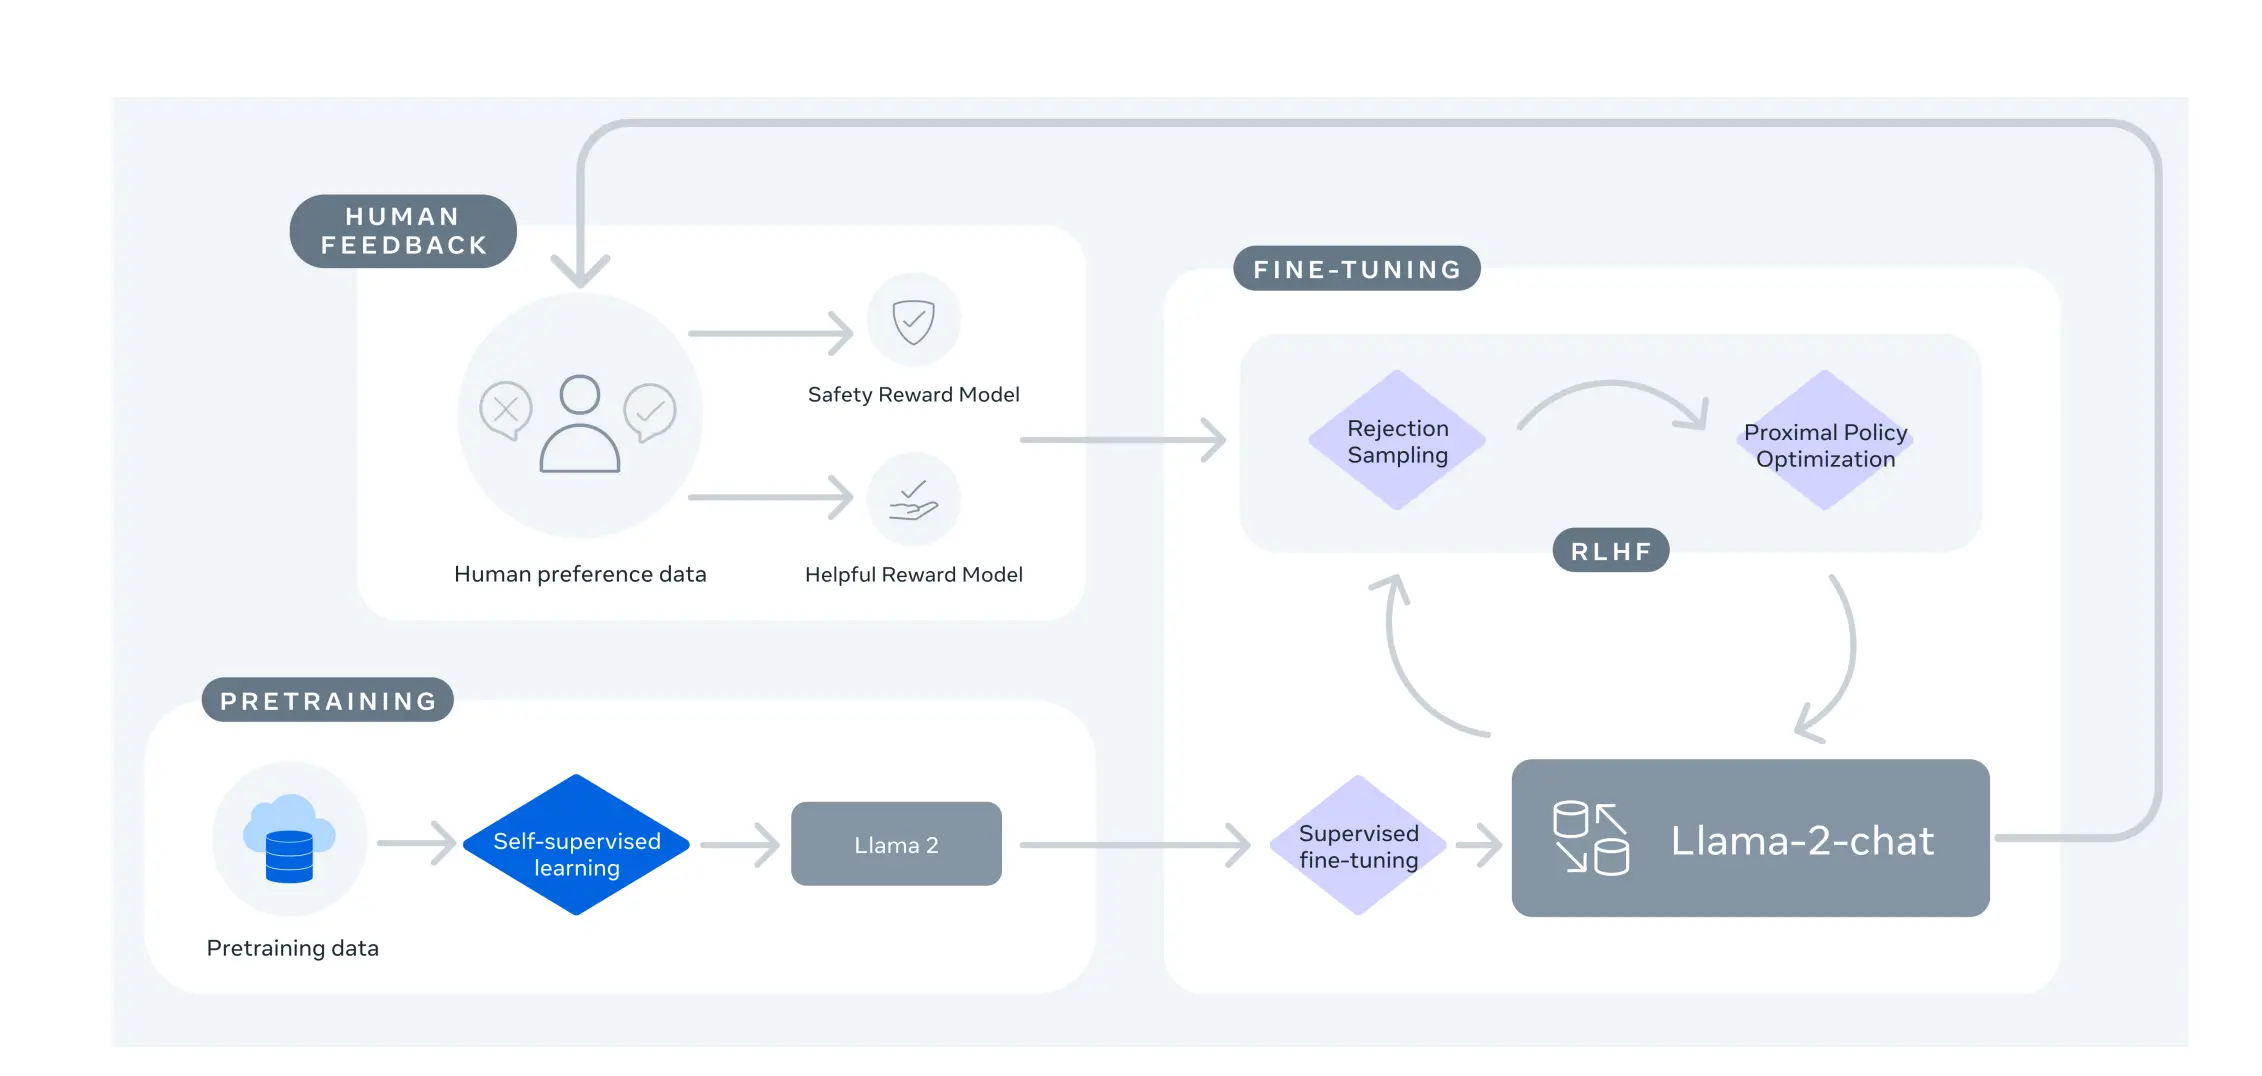 HUMAN
FEEDBACK
Safety Reward Model
Human preference data
Helpful Reward Model
FINE-TUNING
Rejection
Sampling
Proximal Policy
Optimization
RLHF
PRETRAINING
Pretraining data
Self-supervised
learning
Llama 2
Supervised
fine-tuning
Llama-2-chat